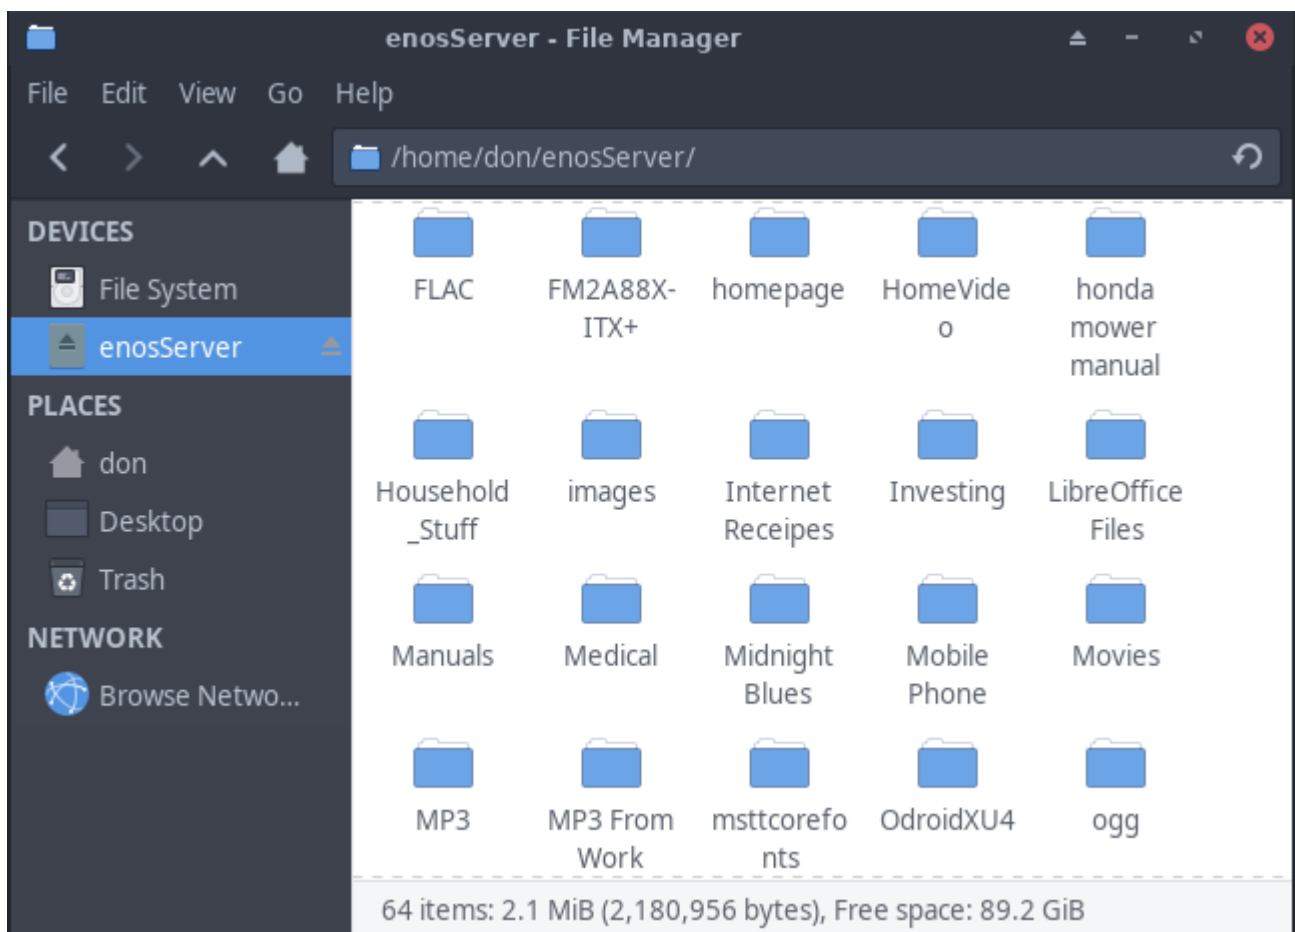 enosServer - File Manager
File Edit View Go Help
/home/don/enosServer/
DEVICES
File System
enosServer
PLACES
don
Desktop
Trash
NETWORK
Browse Netwo...
FLAC
FM2A88X-
ITX+
homepage
HomeVide
o
honda
mower
manual
Household
_Stuff
images
Internet
Receipes
Investing
LibreOffice
Files
Manuals
Medical
Midnight
Blues
Mobile
Phone
Movies
MP3
MP3 From
Work
msttcorefo
nts
OdroidXU4
ogg
64 items: 2.1 MiB (2,180,956 bytes), Free space: 89.2 GiB